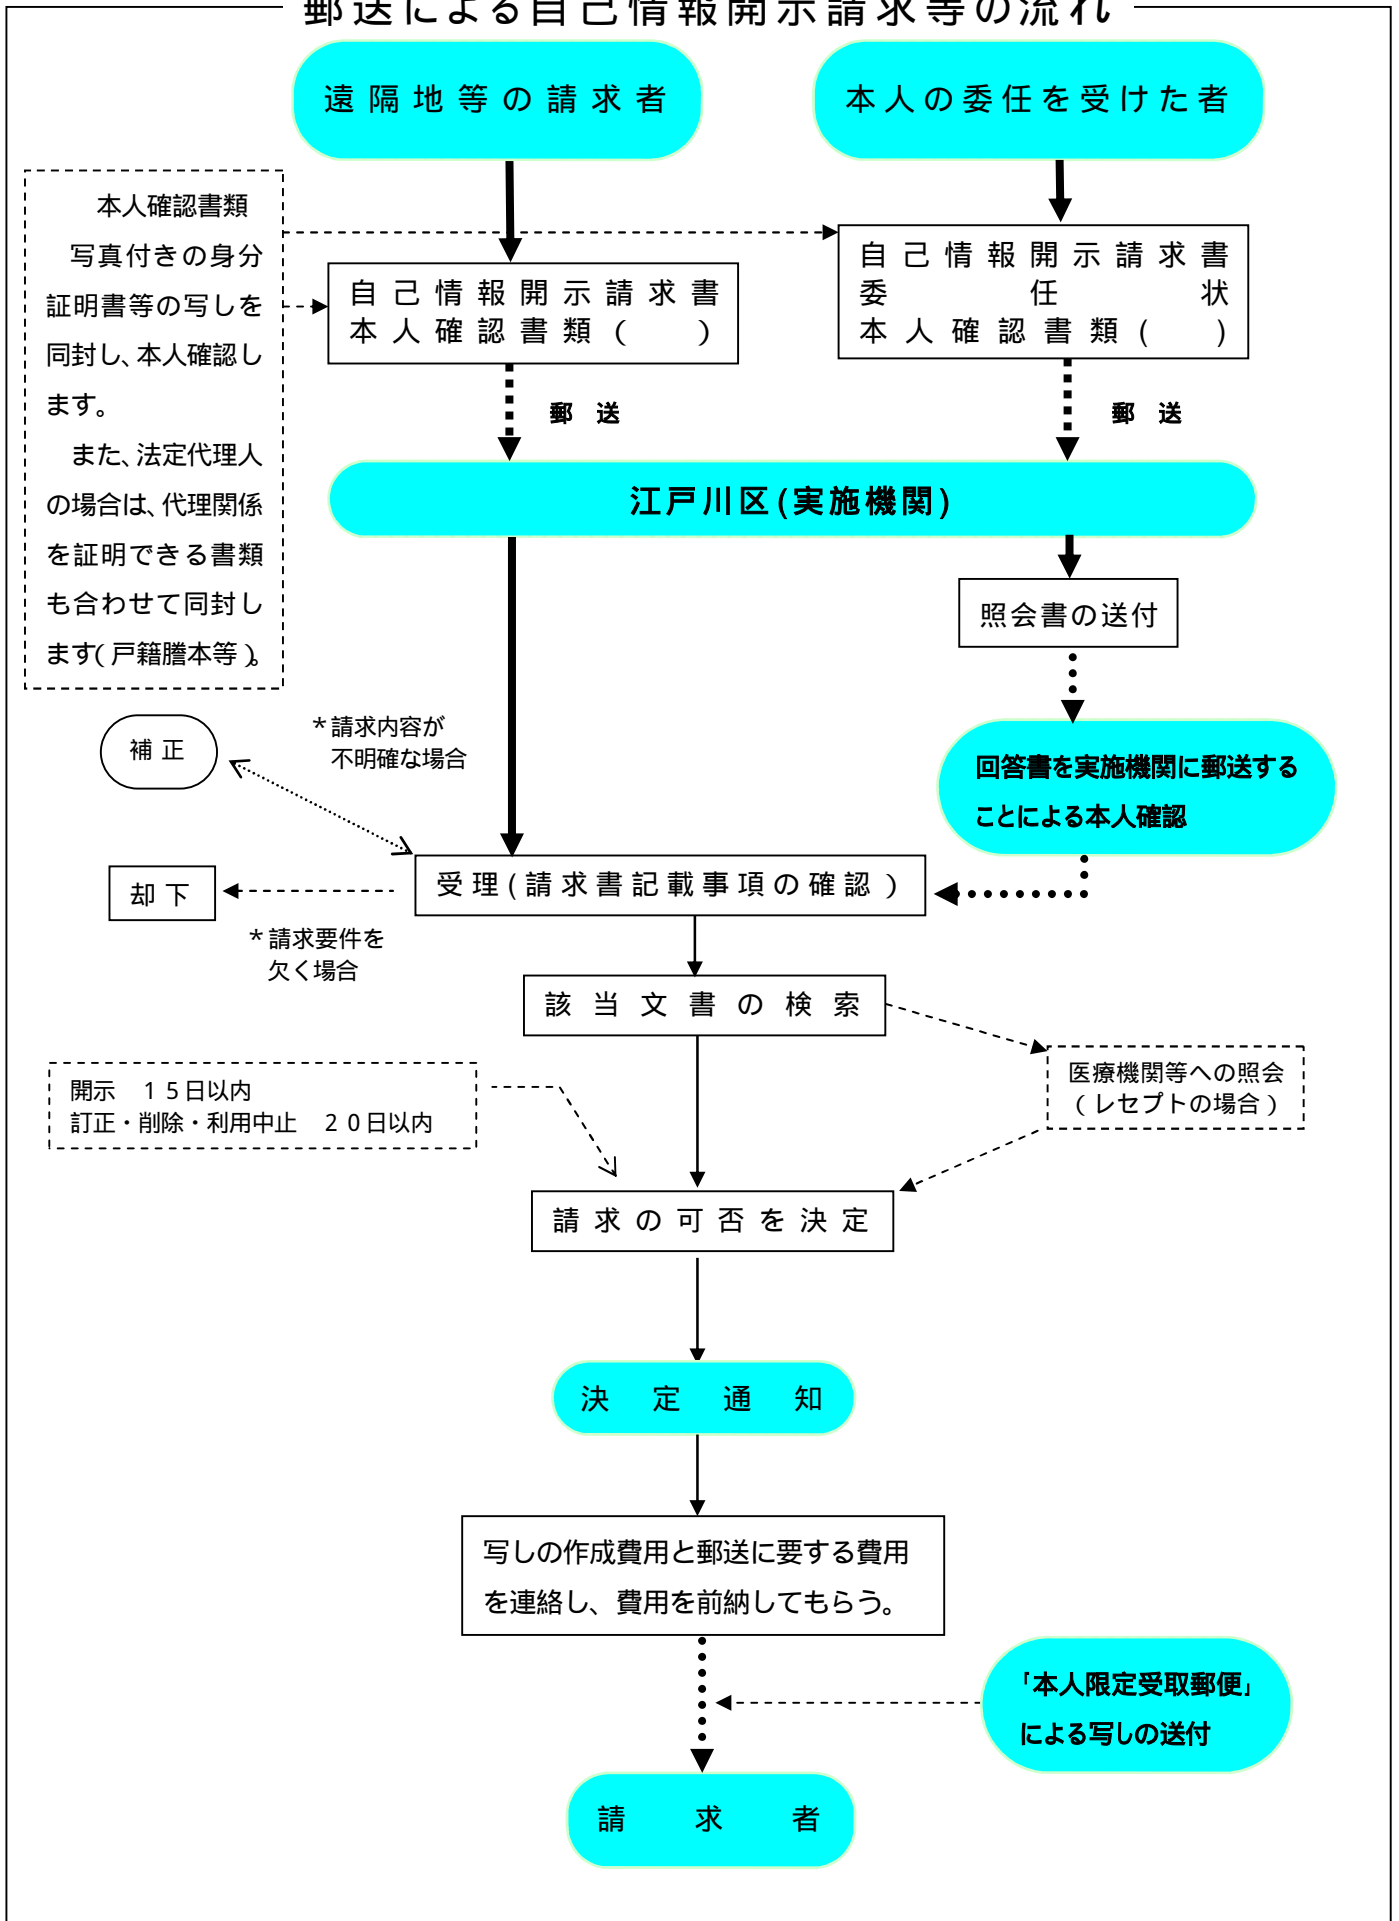 郵送による自己情報開示請求等の流れ
遠隔地等の請求者
本人の委任を受けた者
本人確認書類
写真付きの身分
証明書等の写しを
同封し、本人確認し
ます。
また、法定代理人
の場合は、代理関係
を証明できる書類
も合わせて同封し
ます(戸籍謄本等)。
自己情報開示請求書
本人確認書類(　)
自己情報開示請求書
委任状
本人確認書類(　)
郵送
郵送
江戸川区(実施機関)
照会書の送付
回答書を実施機関に郵送する
ことによる本人確認
補正
*請求内容が
不明確な場合
受理(請求書記載事項の確認)
却下
*請求要件を
欠く場合
該当文書の検索
開示　15日以内
訂正・削除・利用中止　20日以内
医療機関等への照会
(レセプトの場合)
請求の可否を決定
決定通知
写しの作成費用と郵送に要する費用
を連絡し、費用を前納してもらう。
「本人限定受取郵便」
による写しの送付
請求者